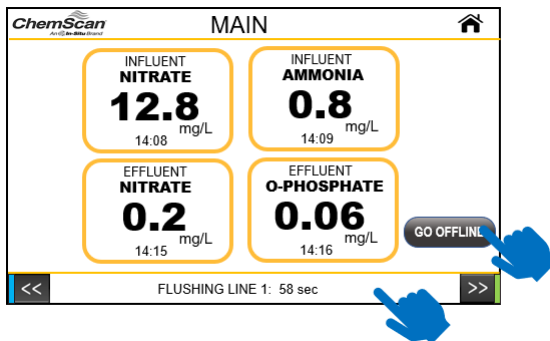 ChemScan
An In-Situ Brand
MAIN
INFLUENT
NITRATE
12.8
mg/L
14:08
INFLUENT
AMMONIA
0.8
mg/L
14:09
EFFLUENT
NITRATE
0.2
mg/L
14:15
EFFLUENT
O-PHOSPHATE
0.06
mg/L
14:16
GO OFFLINE
<<
FLUSHING LINE 1: 58 sec
>>